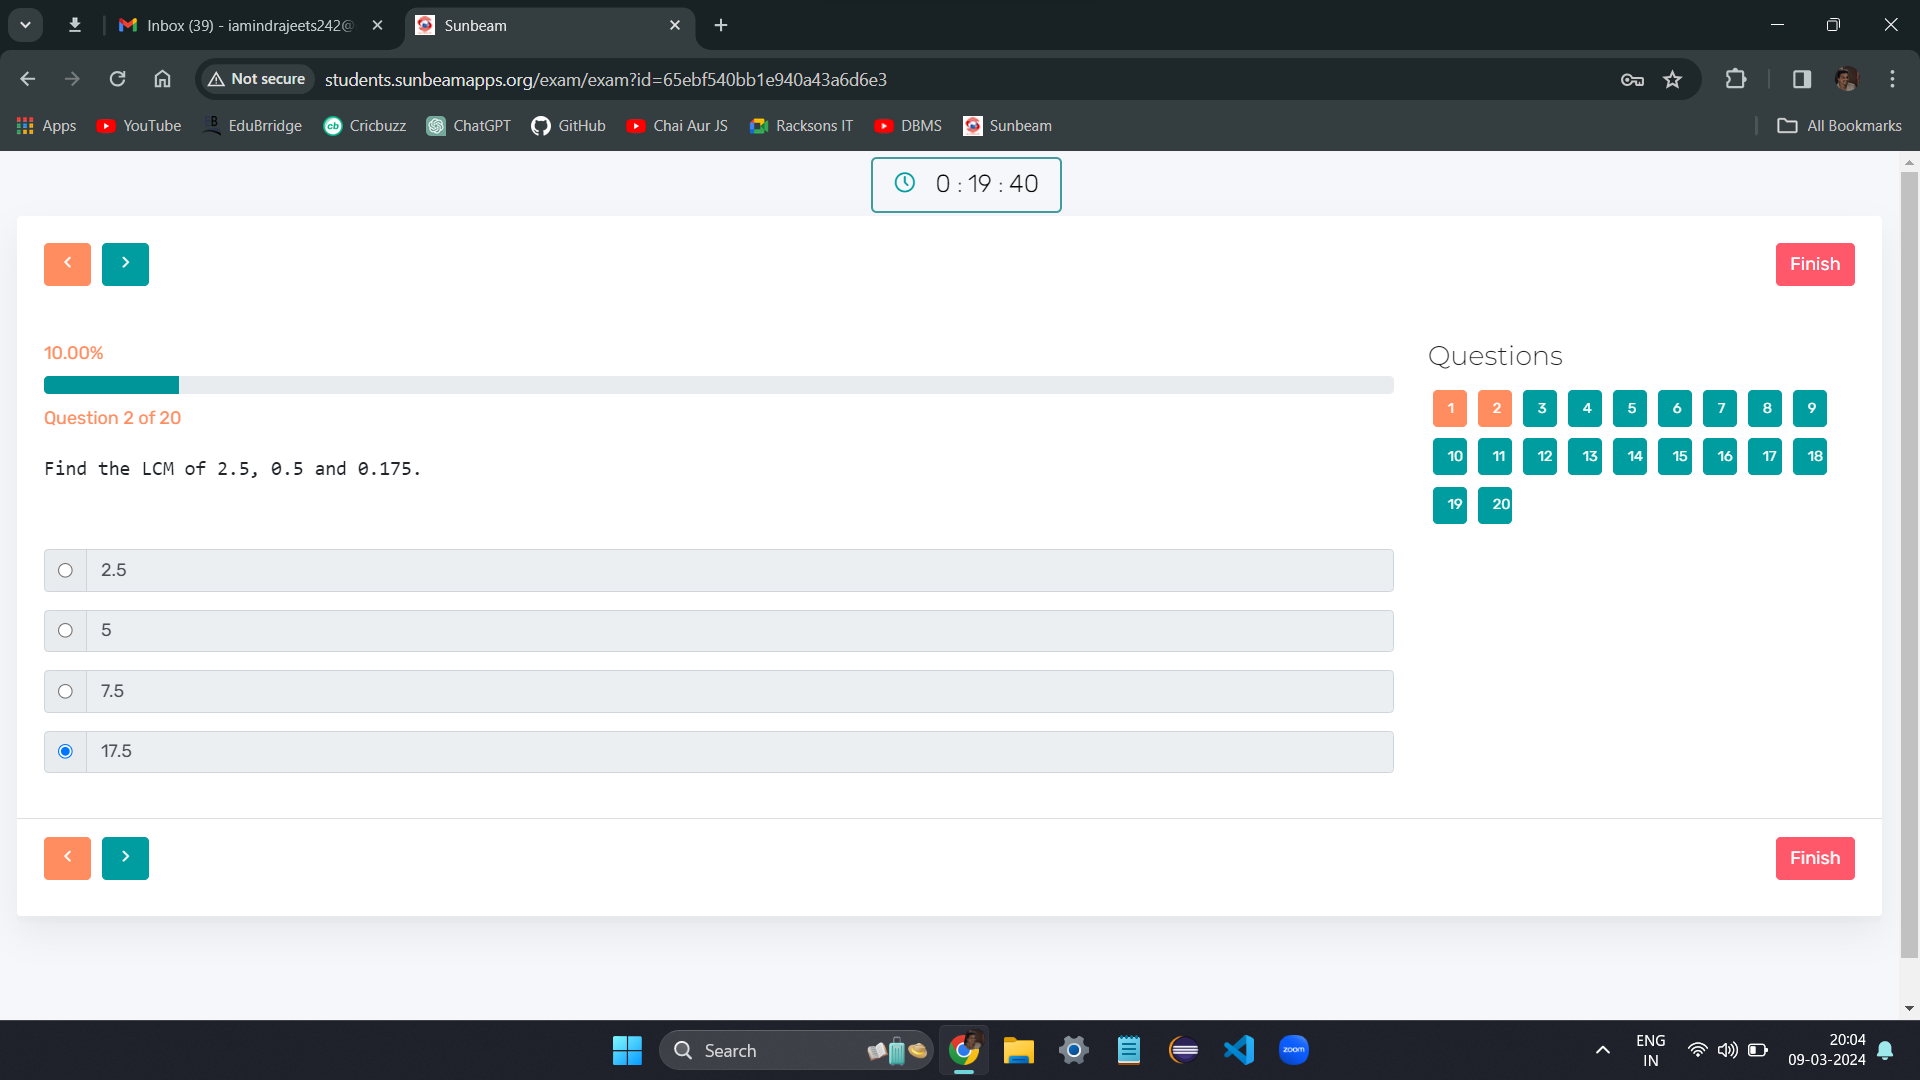 Inbox (39) - iamindrajeets242@
Sunbeam
Not secure
students.sunbeamapps.org/exam/exam?id=65ebf540bb1e940a43a6d6e3
Apps
YouTube
EduBrridge
Cricbuzz
ChatGPT
GitHub
Chai Aur JS
Racksons IT
DBMS
Sunbeam
All Bookmarks
0 : 19 : 40
Finish
10.00%
Question 2 of 20
Find the LCM of 2.5, 0.5 and 0.175.
2.5
5
7.5
17.5
Questions
1 2 3 4 5 6 7 8 9
10 11 12 13 14 15 16 17 18
19 20
Finish
Search
zoom
ENG
IN
20:04
09-03-2024